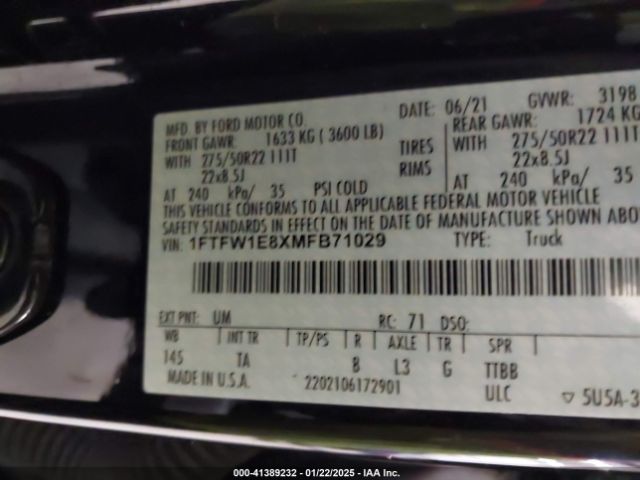 MFD. BY FORD MOTOR CO.
DATE: 06/21 GVWR: 3198
FRONT GAWR: 1633 KG ( 3600 LB)
REAR GAWR: 1724 KG
WITH 275/50R22 111T TIRES WITH 275/50R22 111T
22x8.5J RIMS 22x8.5J
AT 240 kPa/ 35 PSI COLD AT 240 kPa/ 35
THIS VEHICLE CONFORMS TO ALL APPLICABLE FEDERAL MOTOR VEHICLE
SAFETY STANDARDS IN EFFECT ON THE DATE OF MANUFACTURE SHOWN ABO
VIN: 1FTFW1E8XMFB71029 TYPE: Truck
EXT PNT: UM RC: 71 DSO:
WB INT TR TP/PS R AXLE TR SPR
145 TA B L3 G TTBB
MADE IN U.S.A. 2202106172901 ULC ▽ 5U5A-3
000-41389232 - 01/22/2025 - IAA Inc.